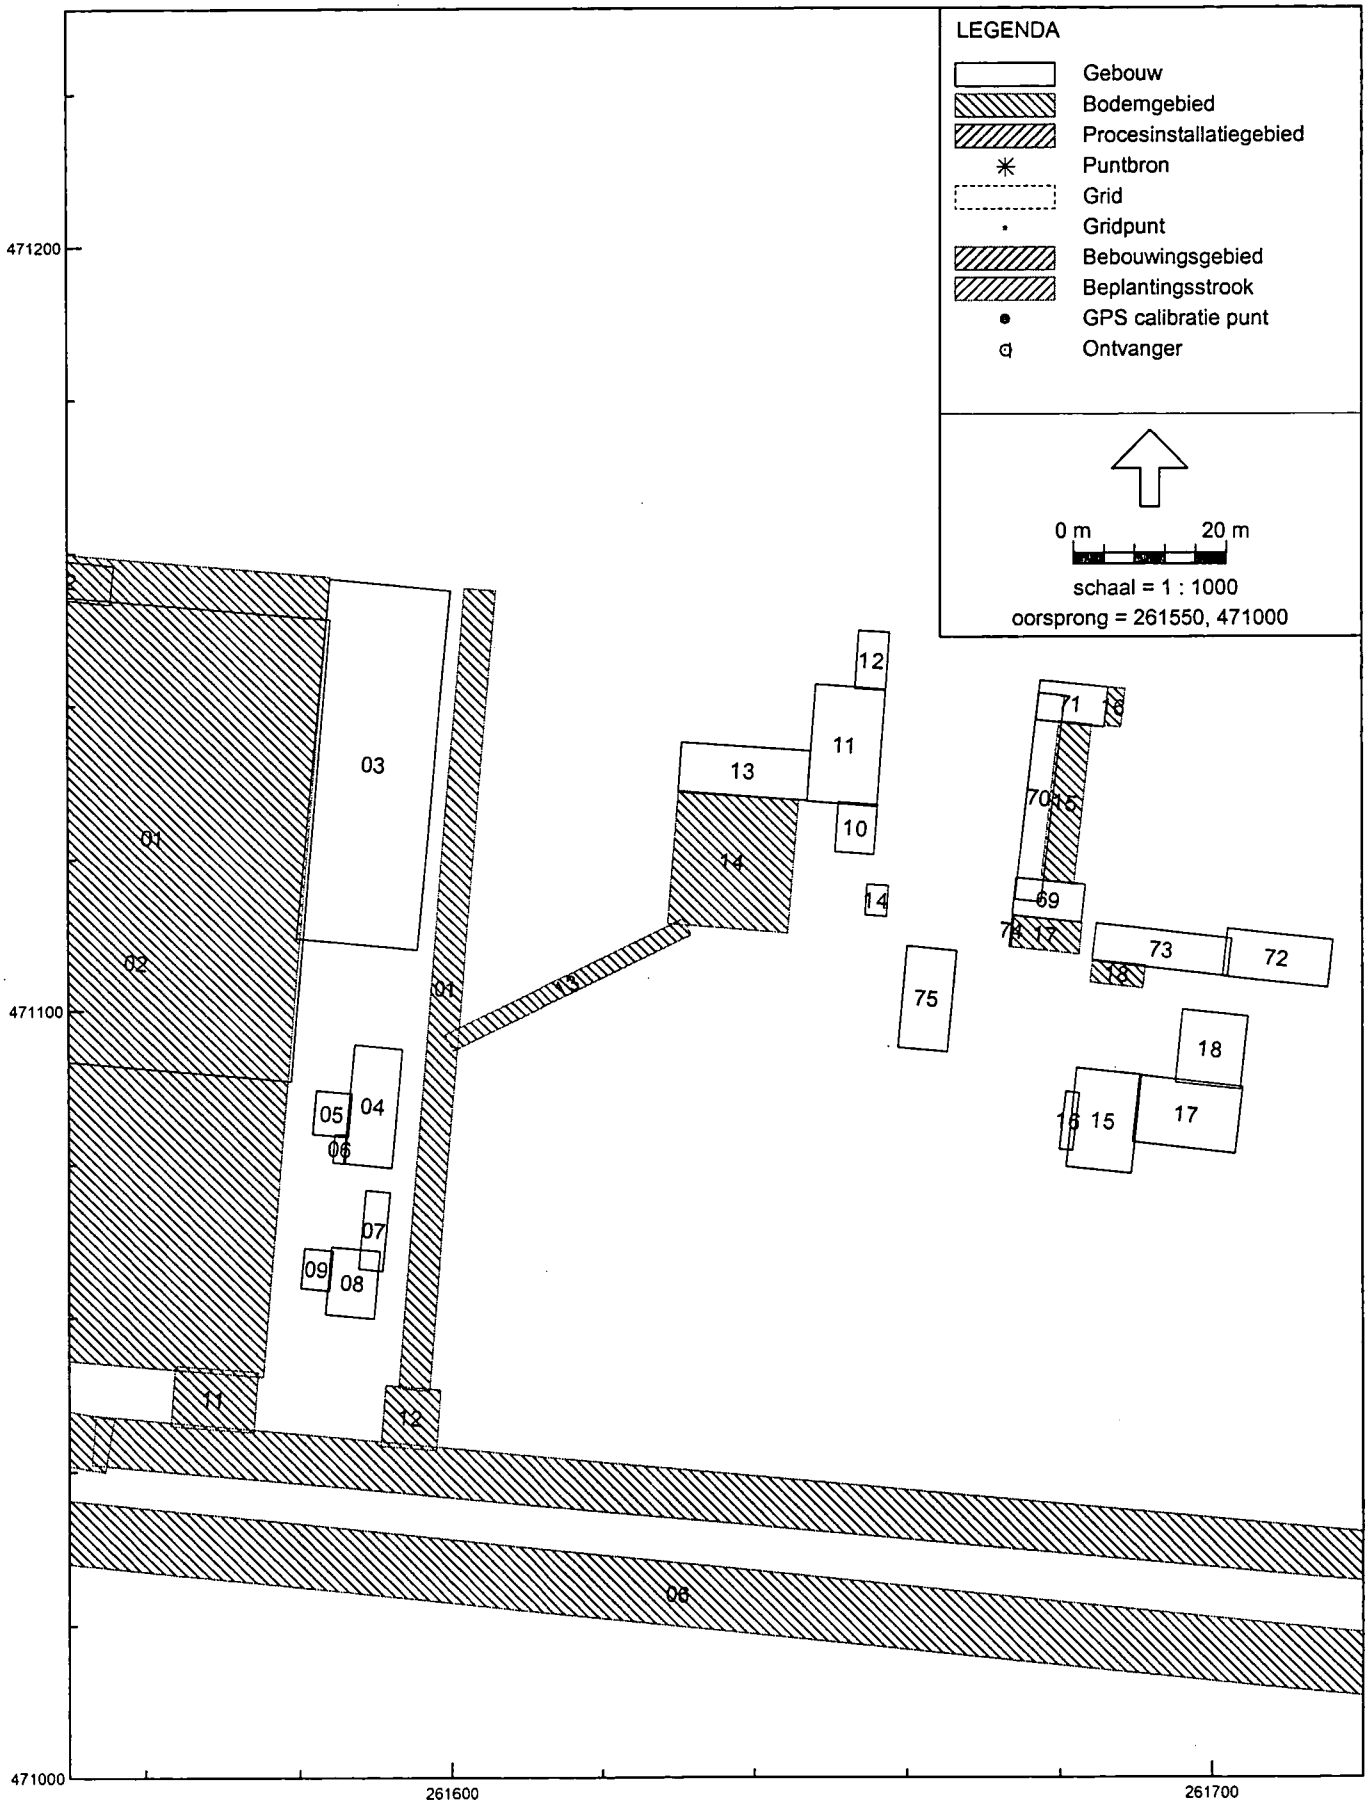 LEGENDA
Gebouw
Bodemgebied
Procesinstallatiegebied
Puntbron
Grid
Gridpunt
Bebouwingsgebied
Beplantingsstrook
GPS calibratie punt
Ontvanger
0 m 20 m
schaal = 1 : 1000
oorsprong = 261550, 471000
471200
12
71 16
03
11
13
70 15
01
10
14
14
69
74 17
73 72
02
18
13
01
75
471100
18
04
05
16 15 17
06
07
09 08
11
12
06
471000
261600 261700